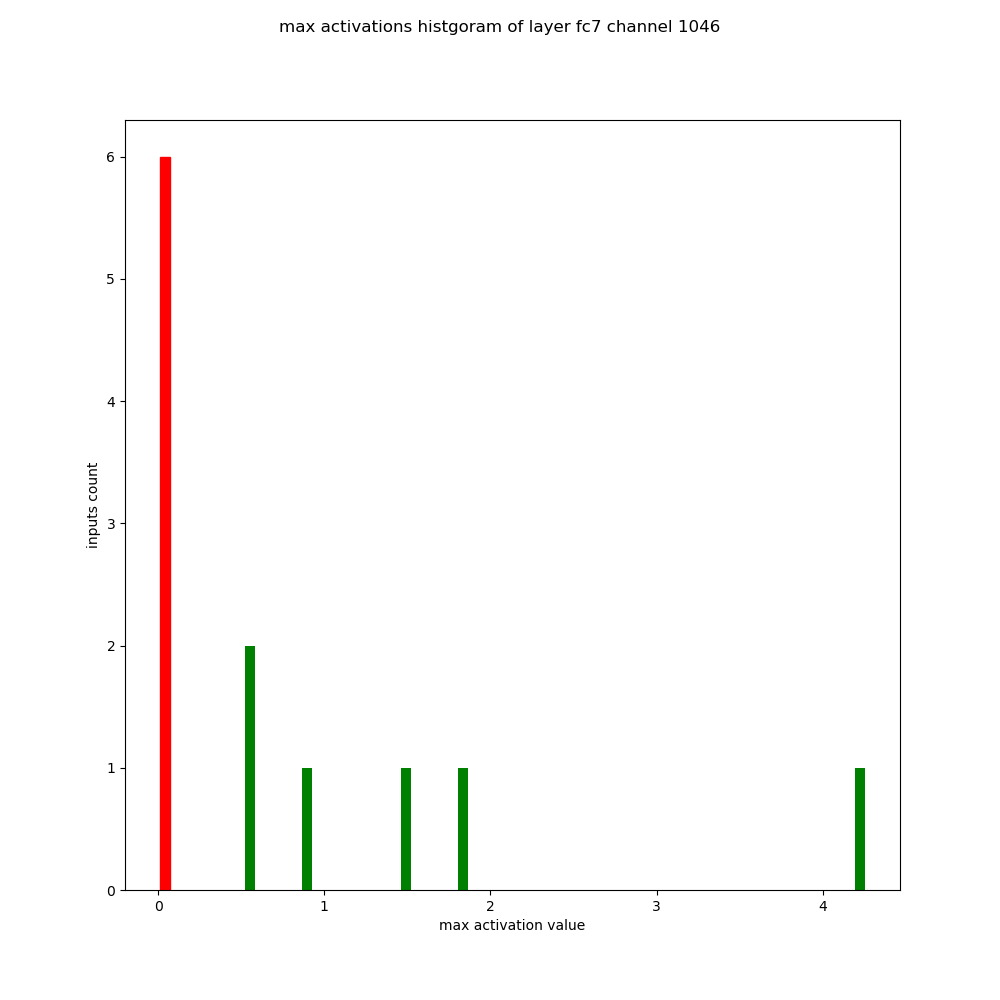 max activations histgoram of layer fc7 channel 1046
6
5
4
3
2
1
0
inputs count
0 1 2 3 4
max activation value